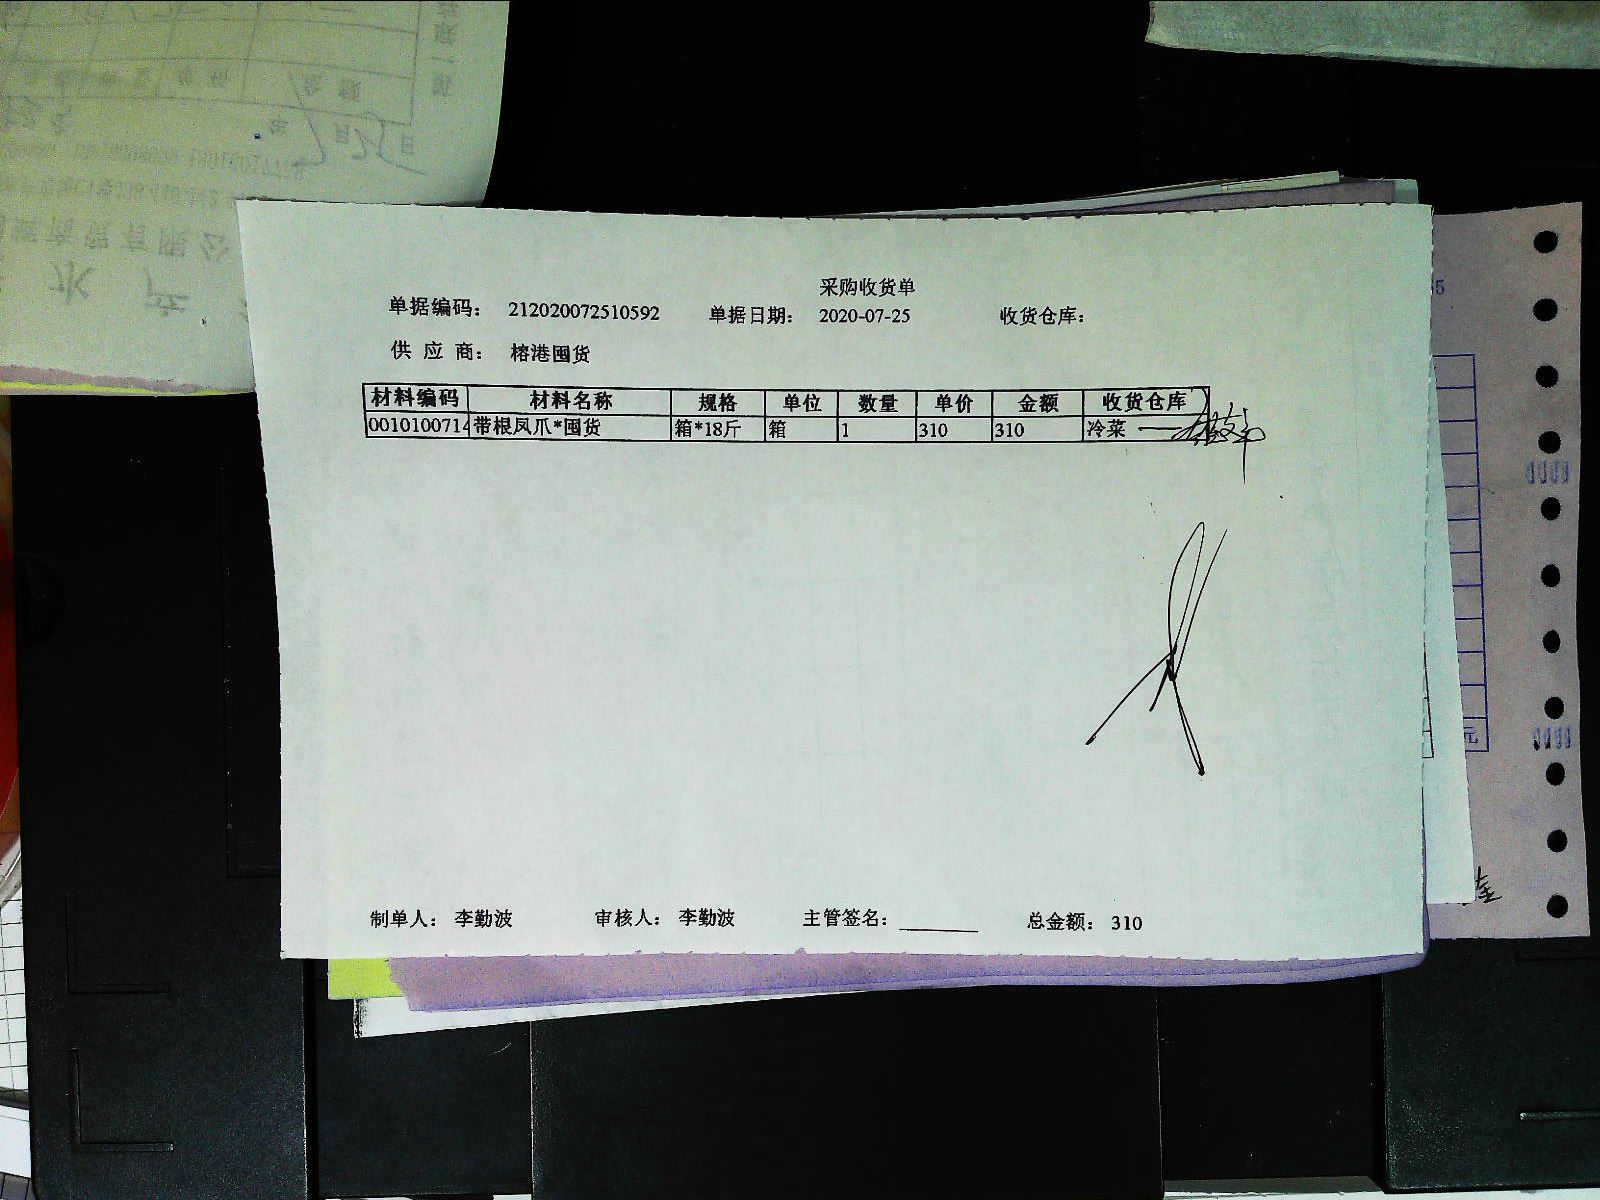 采购收货单
单据编码： 212020072510592 单据日期： 2020-07-25 收货仓库：
供 应 商： 榕港囤货
材料编码 材料名称 规格 单位 数量 单价 金额 收货仓库
0010100714 带根凤爪*囤货 箱*18斤 箱 1 310 310 冷菜
制单人： 李勤波 审核人： 李勤波 主管签名： 总金额： 310
元